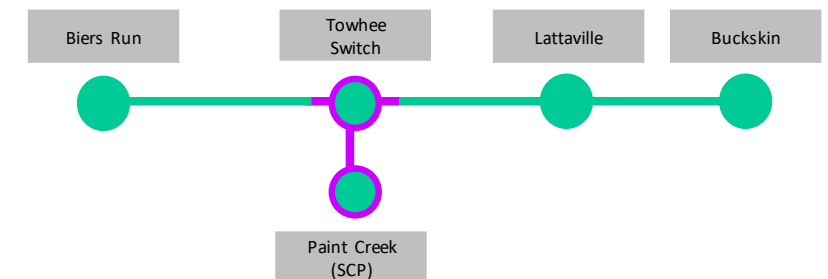 Biers Run
Towhee
Switch
Lattaville
Buckskin
Paint Creek
(SCP)